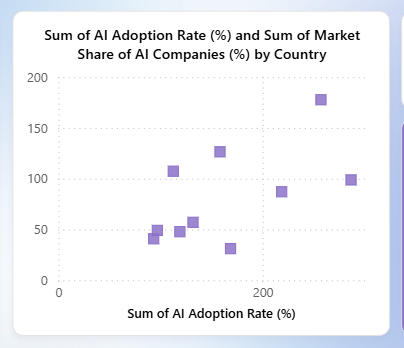 Sum of AI Adoption Rate (%) and Sum of Market
Share of AI Companies (%) by Country
200
150
100
50
0
0 200
Sum of AI Adoption Rate (%)